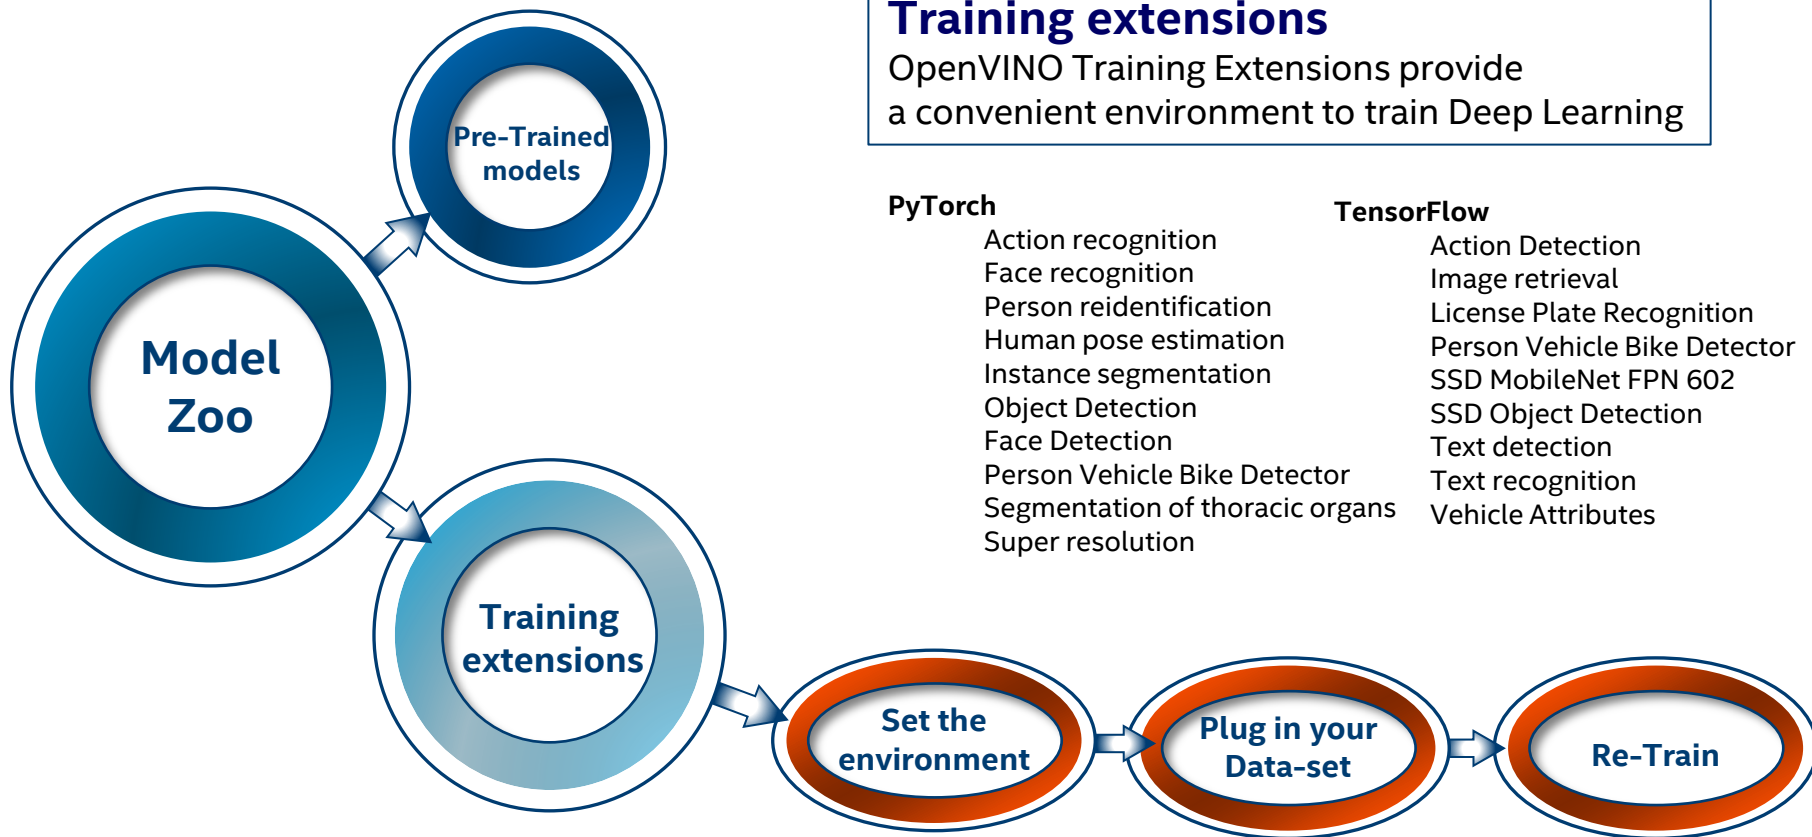 Training extensions
OpenVINO Training Extensions provide
a convenient environment to train Deep Learning
Pre-Trained
models
Model
Zoo
PyTorch
Action recognition
Face recognition
Person reidentification
Human pose estimation
Instance segmentation
Object Detection
Face Detection
Person Vehicle Bike Detector
Segmentation of thoracic organs
Super resolution
TensorFlow
Action Detection
Image retrieval
License Plate Recognition
Person Vehicle Bike Detector
SSD MobileNet FPN 602
SSD Object Detection
Text detection
Text recognition
Vehicle Attributes
Training
extensions
Set the
environment
Plug in your
Data-set
Re-Train